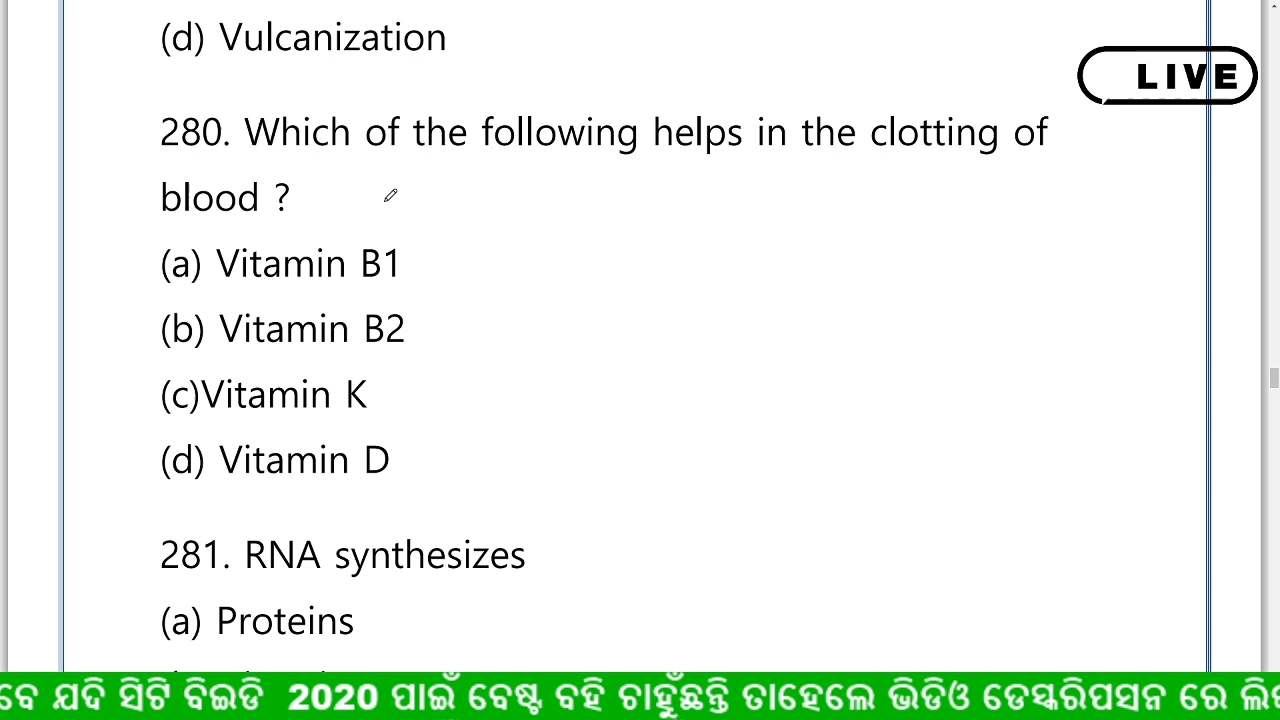 (d) Vulcanization
LIVE
280. Which of the following helps in the clotting of
blood ?
(a) Vitamin B1
(b) Vitamin B2
(c)Vitamin K
(d) Vitamin D
281. RNA synthesizes
(a) Proteins
ବେ ଯଦି ସିଟି ବିଇଡି 2020 ପାଇଁ ବେଷ୍ଟ ବହି ଚାହୁଁଛନ୍ତି ତାହେଲେ ଭିଡିଓ ଡେସ୍କରିପସନ ରେ